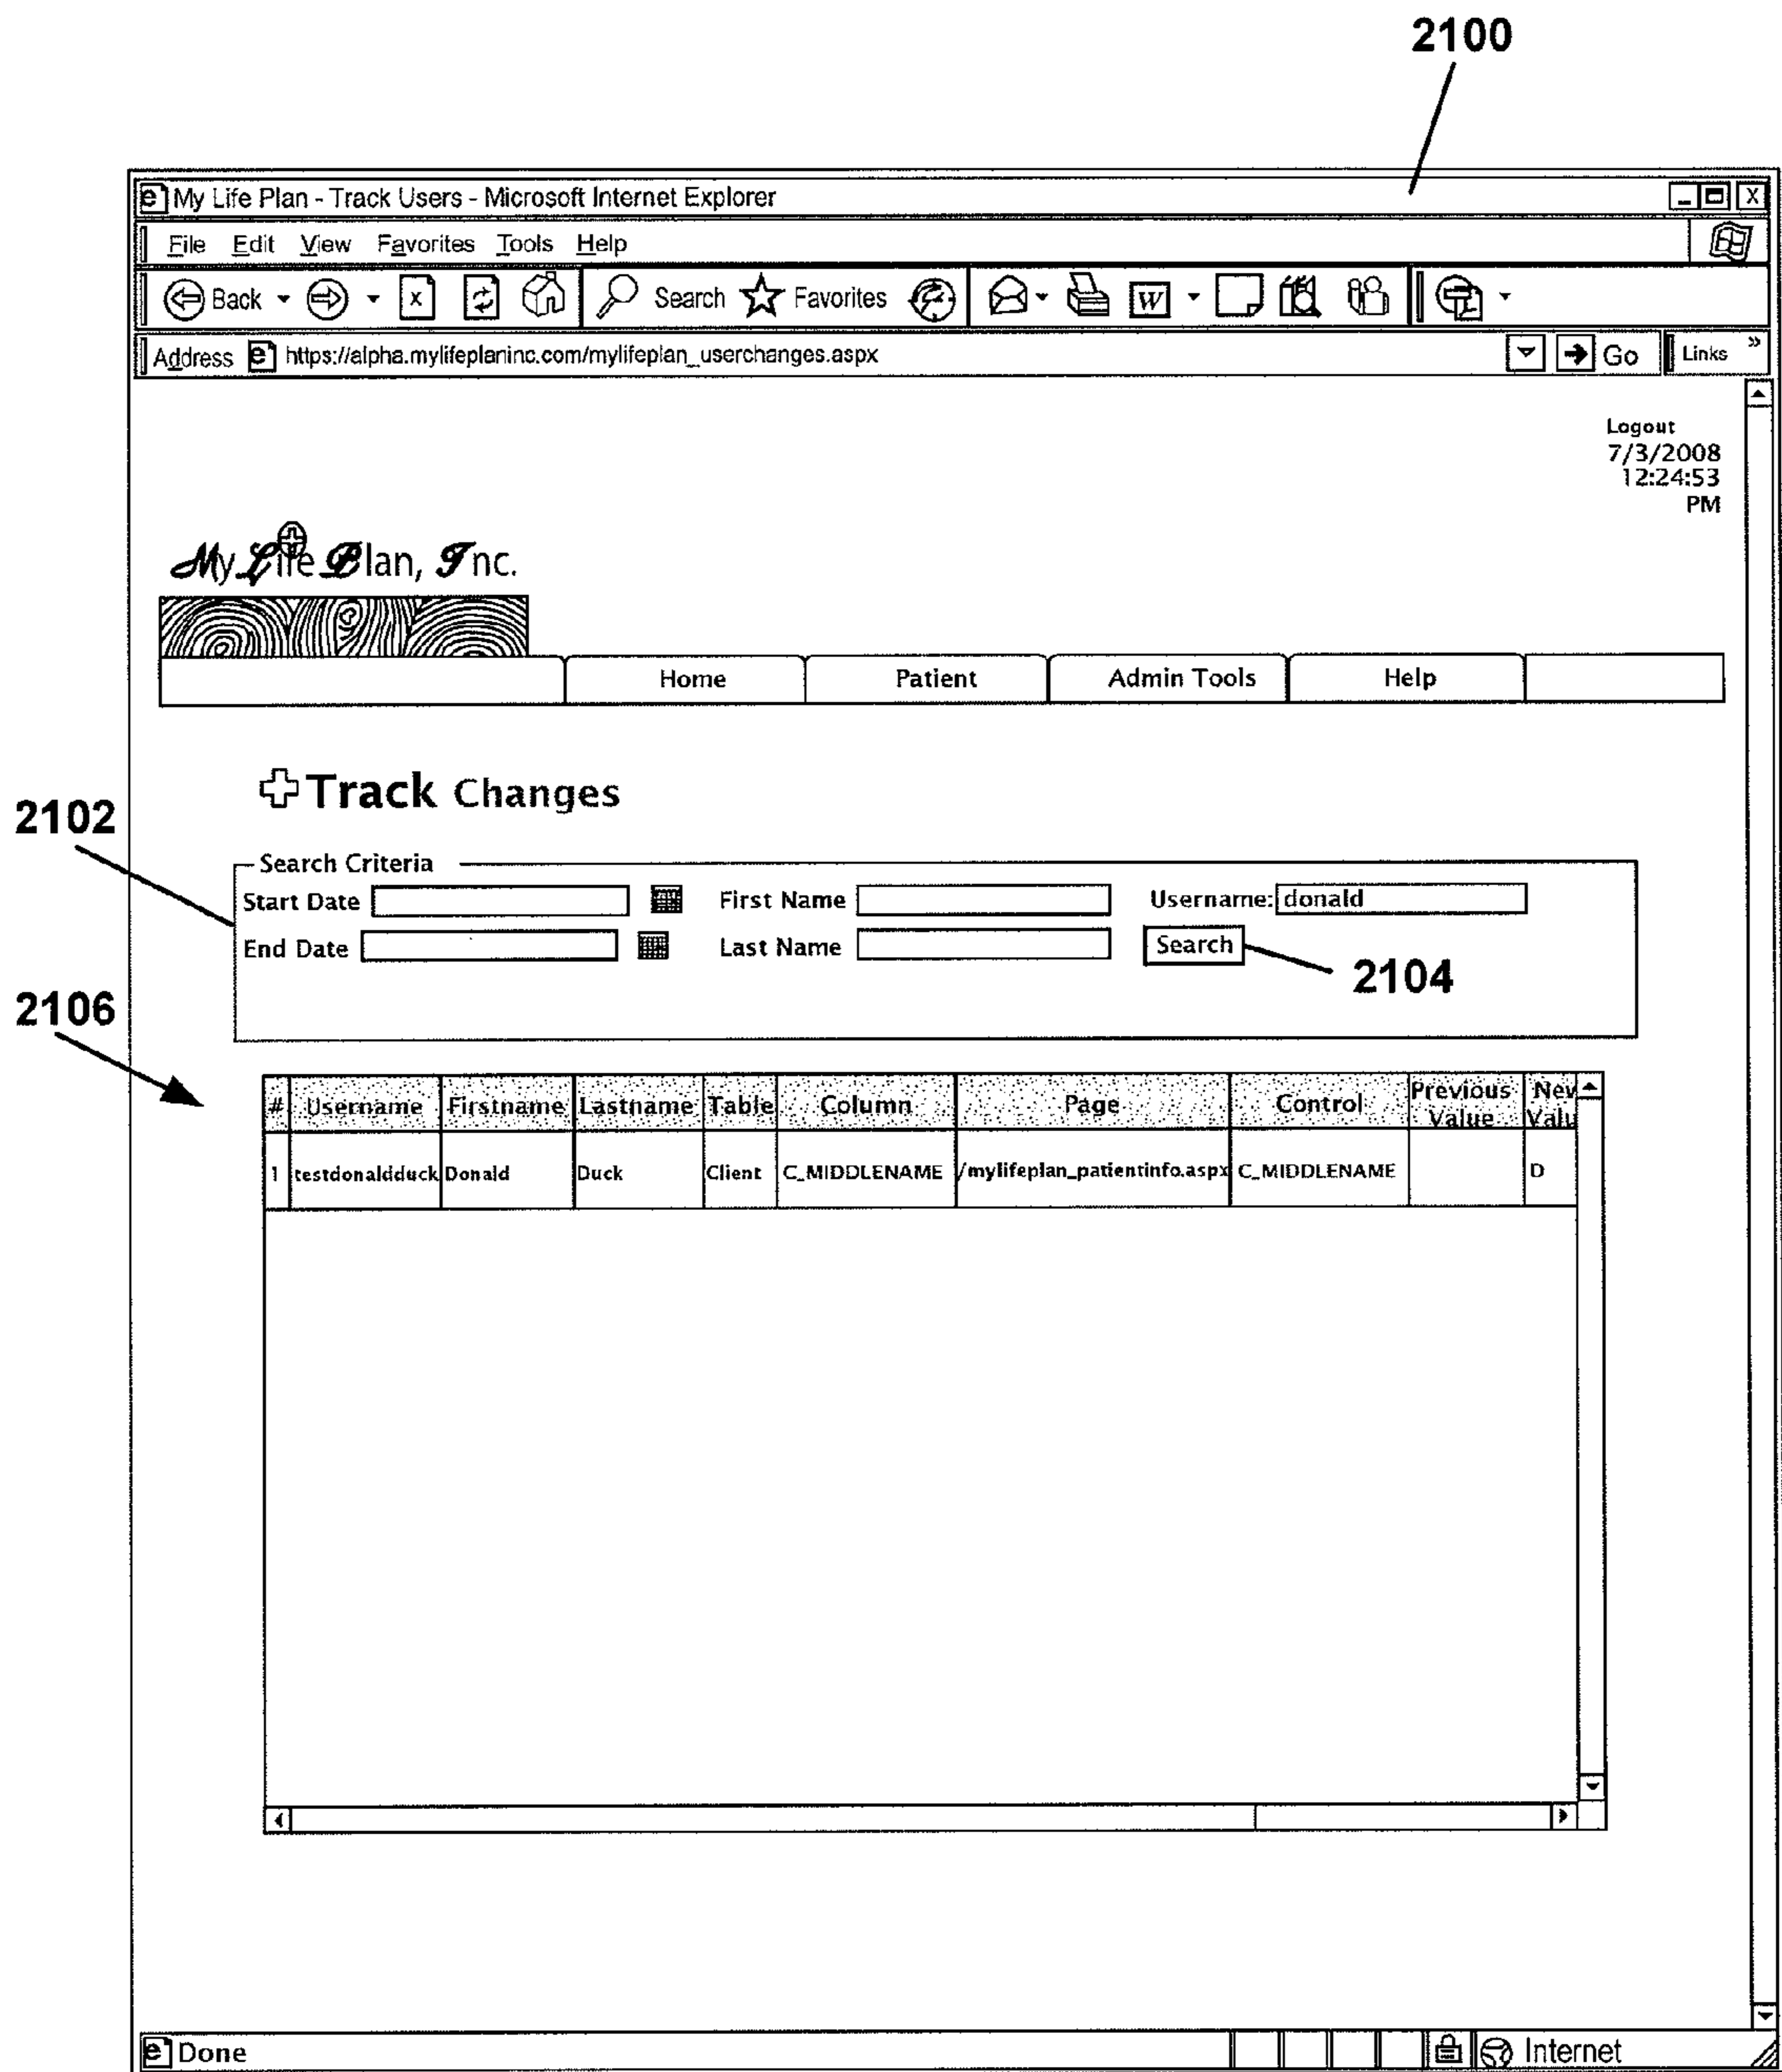 2100
My Life Plan - Track Users - Microsoft Internet Explorer
File Edit View Favorites Tools Help
Back Search Favorites
Address https://alpha.mylifeplaninc.com/mylifeplan_userchanges.aspx Go Links »
Logout
7/3/2008
12:24:53
PM
My Life Plan, Inc.
Home Patient Admin Tools Help
Track Changes
2102
Search Criteria
Start Date First Name Username: donald
End Date Last Name Search
2104
2106
# Username Firstname Lastname Table Column Page Control Previous Value New Valu
1 testdonaldduck Donald Duck Client C_MIDDLENAME /mylifeplan_patientinfo.aspx C_MIDDLENAME D
Done Internet